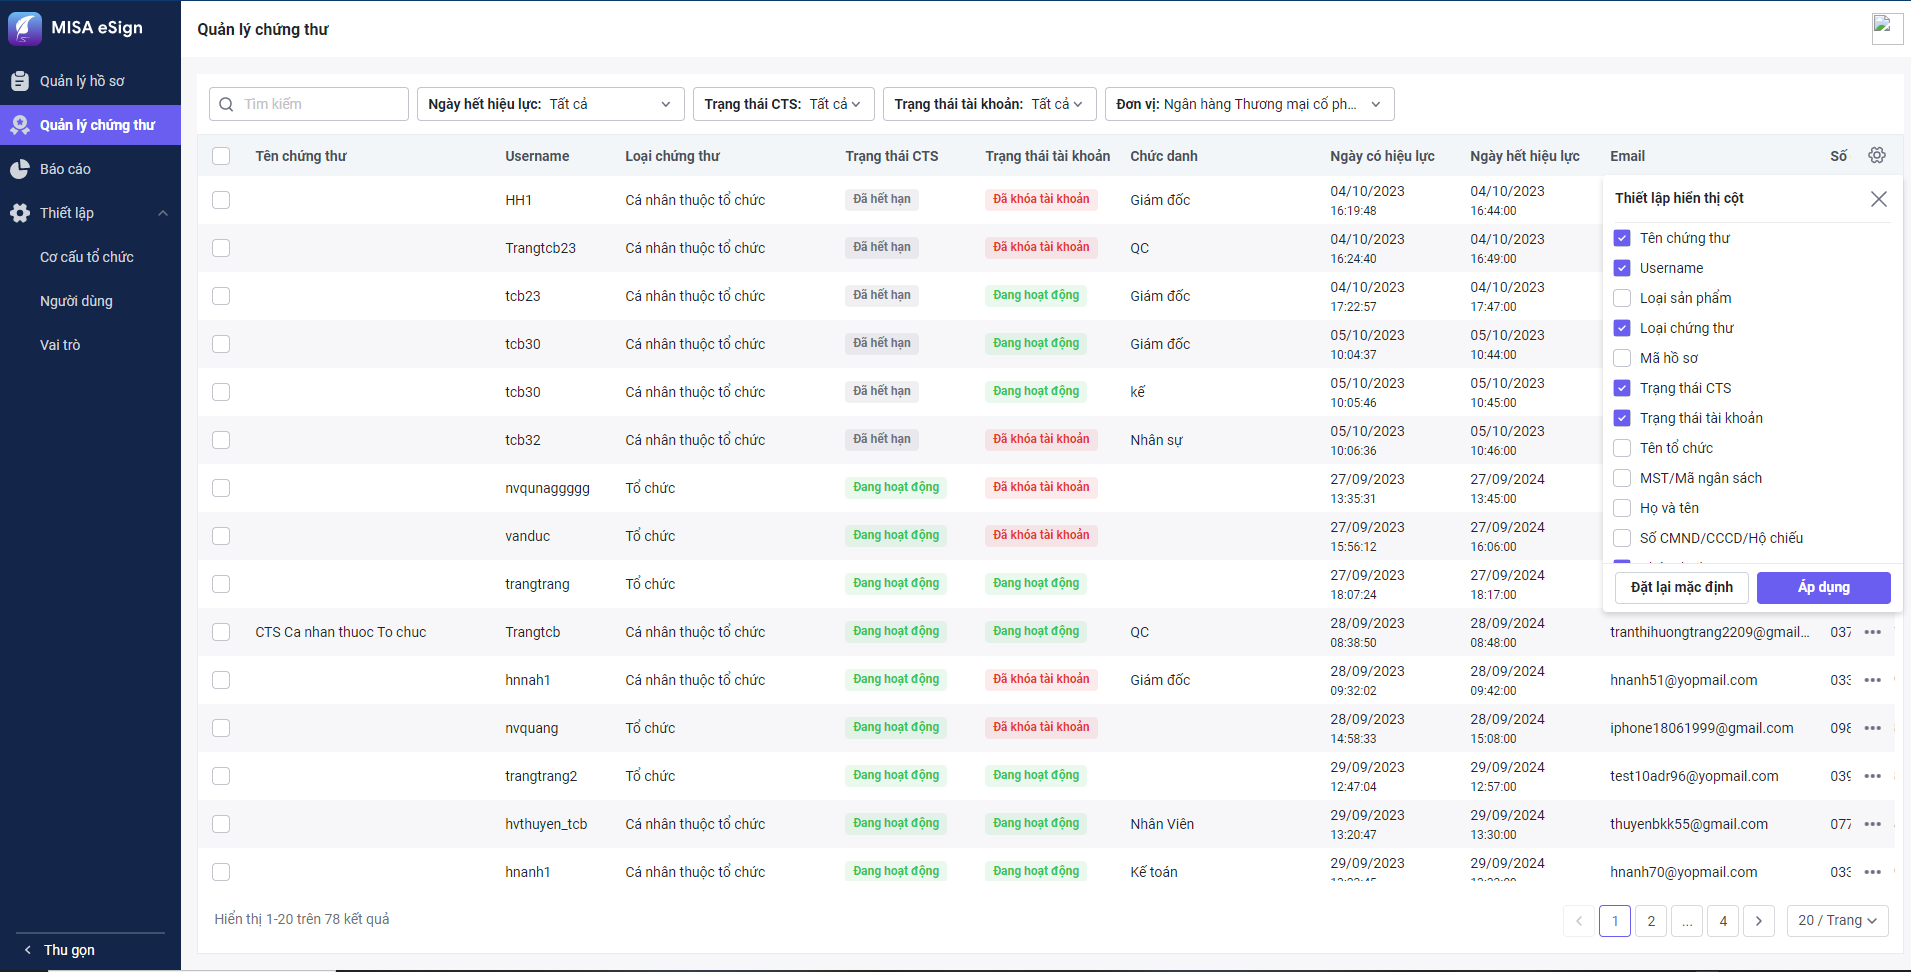 MISA eSign
Quản lý hồ sơ
Quản lý chứng thư
Báo cáo
Thiết lập
Cơ cấu tổ chức
Người dùng
Vai trò
Thu gọn
Quản lý chứng thư
Tìm kiếm
Ngày hết hiệu lực: Tất cả
Trạng thái CTS: Tất cả
Trạng thái tài khoản: Tất cả
Đơn vị: Ngân hàng Thương mại cố ph...
Tên chứng thư Username Loại chứng thư Trạng thái CTS Trạng thái tài khoản Chức danh Ngày có hiệu lực Ngày hết hiệu lực Email Số
HH1 Cá nhân thuộc tổ chức Đã hết hạn Đã khóa tài khoản Giám đốc 04/10/2023 04/10/2023
16:19:48 16:44:00
Trangtcb23 Cá nhân thuộc tổ chức Đã hết hạn Đã khóa tài khoản QC 04/10/2023 04/10/2023
16:24:40 16:49:00
tcb23 Cá nhân thuộc tổ chức Đã hết hạn Đang hoạt động Giám đốc 04/10/2023 04/10/2023
17:22:57 17:47:00
tcb30 Cá nhân thuộc tổ chức Đã hết hạn Đang hoạt động Giám đốc 05/10/2023 05/10/2023
10:04:37 10:44:00
tcb30 Cá nhân thuộc tổ chức Đã hết hạn Đang hoạt động kế 05/10/2023 05/10/2023
10:05:46 10:45:00
tcb32 Cá nhân thuộc tổ chức Đã hết hạn Đã khóa tài khoản Nhân sự 05/10/2023 05/10/2023
10:06:36 10:46:00
nvqunaggggg Tổ chức Đang hoạt động Đã khóa tài khoản 27/09/2023 27/09/2024
13:35:31 13:45:00
vanduc Tổ chức Đang hoạt động Đã khóa tài khoản 27/09/2023 27/09/2024
15:56:12 16:06:00
trangtrang Tổ chức Đang hoạt động Đang hoạt động 27/09/2023 27/09/2024
18:07:24 18:17:00
CTS Ca nhan thuoc To chuc Trangtcb Cá nhân thuộc tổ chức Đang hoạt động Đang hoạt động QC 28/09/2023 28/09/2024 tranthihuongtrang2209@gmail... 037
08:38:50 08:48:00
hnnah1 Cá nhân thuộc tổ chức Đang hoạt động Đã khóa tài khoản Giám đốc 28/09/2023 28/09/2024 hnanh51@yopmail.com 033
09:32:02 09:42:00
nvquang Tổ chức Đang hoạt động Đã khóa tài khoản 28/09/2023 28/09/2024 iphone18061999@gmail.com 098
14:58:33 15:08:00
trangtrang2 Tổ chức Đang hoạt động Đang hoạt động 29/09/2023 29/09/2024 test10adr96@yopmail.com 039
12:47:04 12:57:00
hvthuyen_tcb Cá nhân thuộc tổ chức Đang hoạt động Đang hoạt động Nhân Viên 29/09/2023 29/09/2024 thuyenbkk55@gmail.com 077
13:20:47 13:30:00
hnanh1 Cá nhân thuộc tổ chức Đang hoạt động Đang hoạt động Kế toán 29/09/2023 29/09/2024 hnanh70@yopmail.com 033
Thiết lập hiển thị cột
Tên chứng thư
Username
Loại sản phẩm
Loại chứng thư
Mã hồ sơ
Trạng thái CTS
Trạng thái tài khoản
Tên tổ chức
MST/Mã ngân sách
Họ và tên
Số CMND/CCCD/Hộ chiếu
Đặt lại mặc định
Áp dụng
Hiển thị 1-20 trên 78 kết quả
1 2 ... 4
20 / Trang